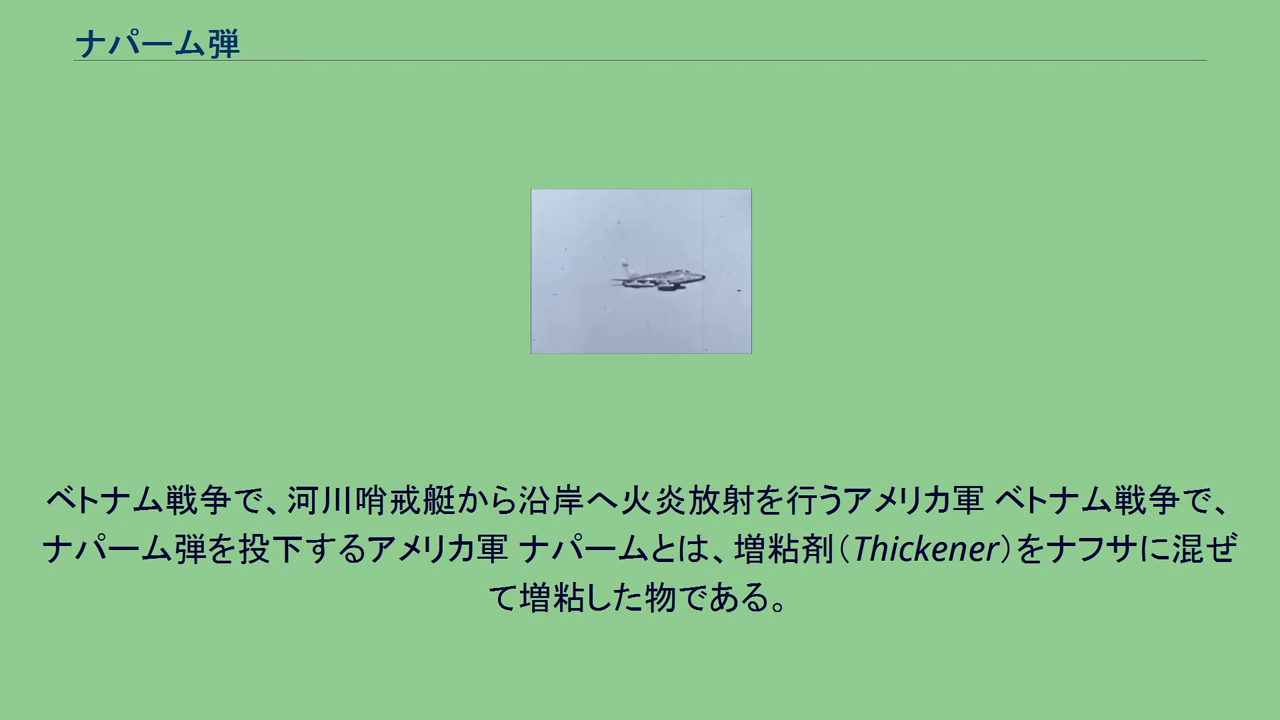 ナパーム弾
ベトナム戦争で、河川哨戒艇から沿岸へ火炎放射を行うアメリカ軍 ベトナム戦争で、
ナパーム弾を投下するアメリカ軍 ナパームとは、増粘剤（Thickener）をナフサに混ぜ
て増粘した物である。